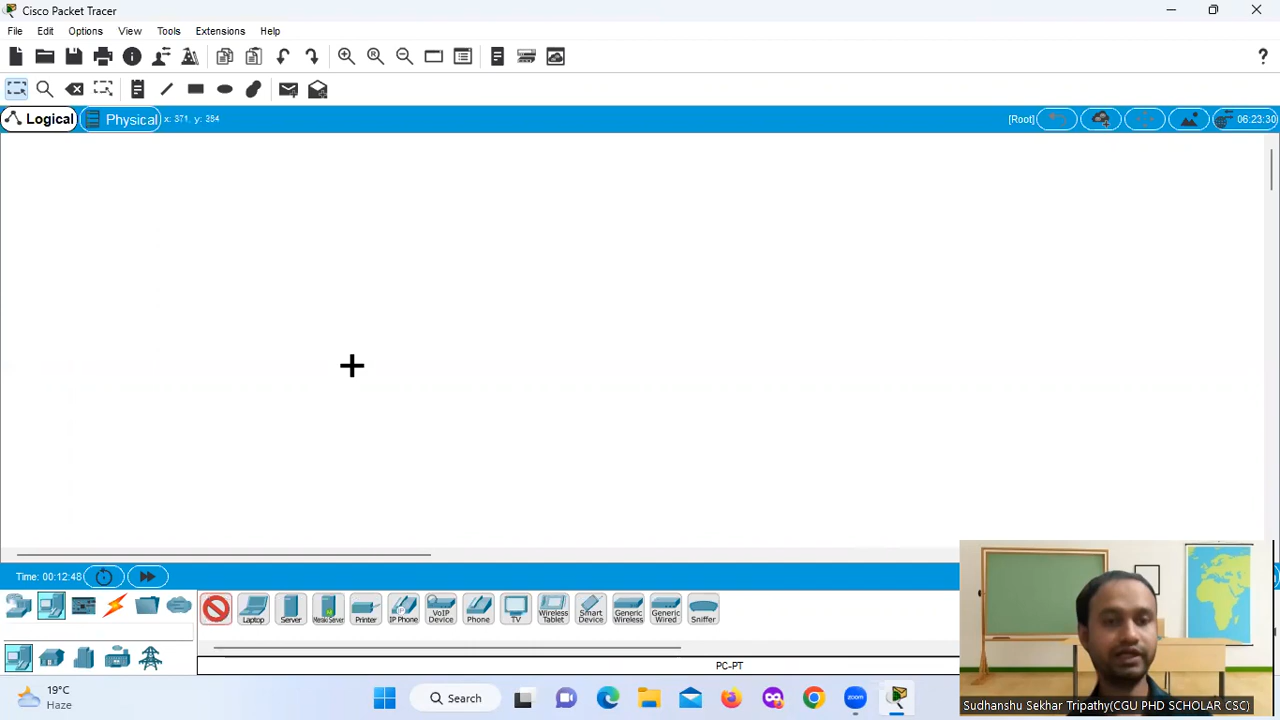 Cisco Packet Tracer
File Edit Options View Tools Extensions Help
Logical Physical x: 371, y: 284 [Root] 06:23:30
Time: 00:12:48
Laptop Server Meraki Server Printer IP Phone VoIP Device Phone TV Wireless Tablet Smart Device Generic Wireless Generic Wired Sniffer
PC-PT
19°C
Haze
Search
Sudhanshu Sekhar Tripathy(CGU PHD SCHOLAR CSC)